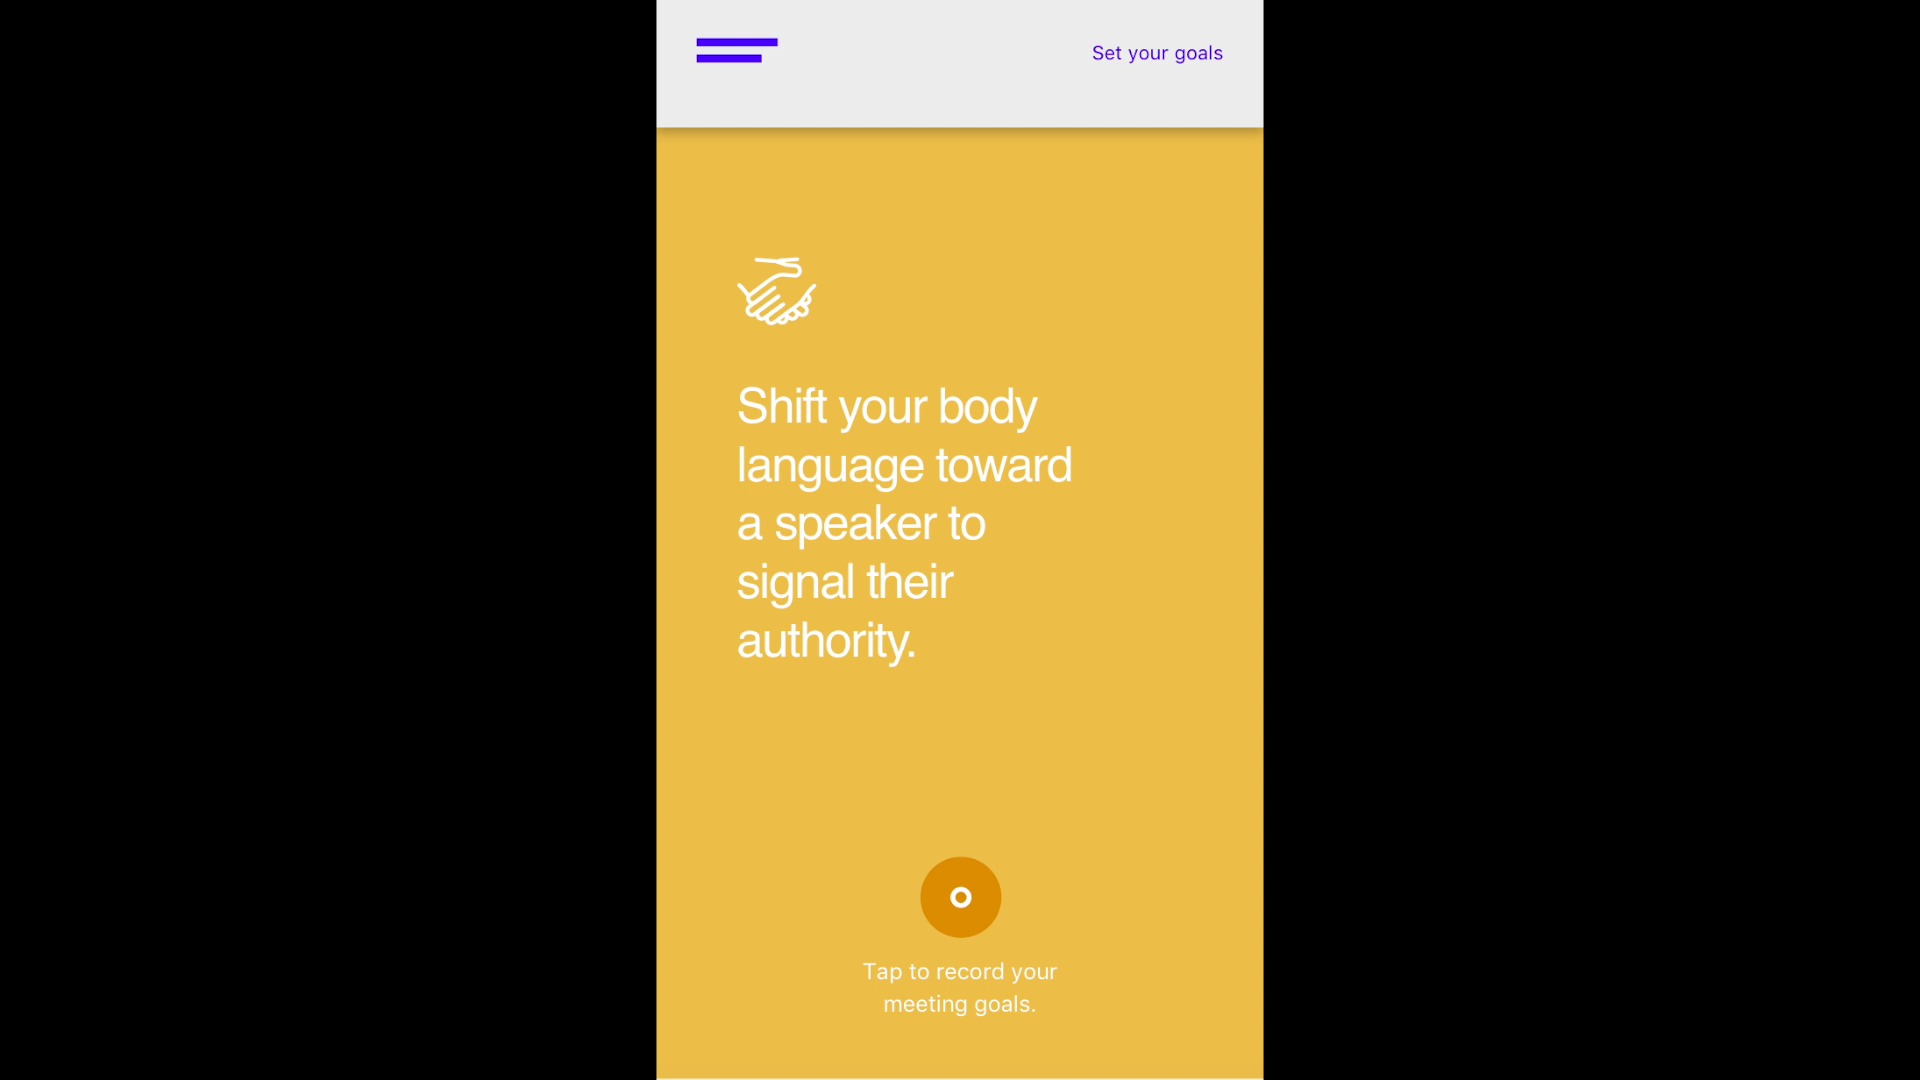 Set your goals
Shift your body
language toward
a speaker to
signal their
authority.
Tap to record your
meeting goals.